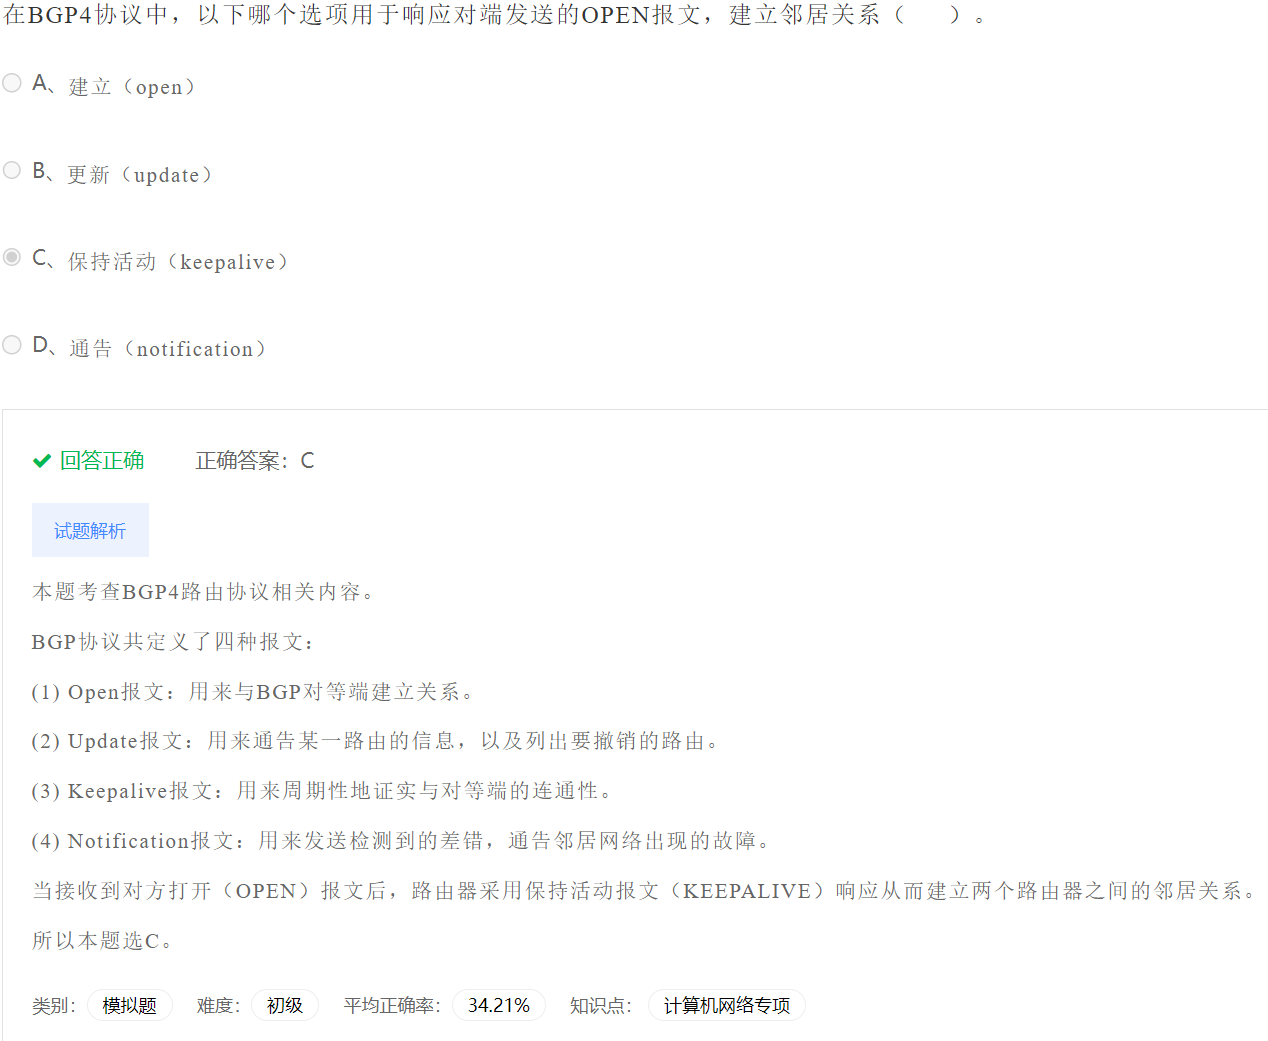 在BGP4协议中，以下哪个选项用于响应对端发送的OPEN报文，建立邻居关系（　　）。
A、建立（open）
B、更新（update）
C、保持活动（keepalive）
D、通告（notification）
回答正确 正确答案：C
试题解析
本题考查BGP4路由协议相关内容。
BGP协议共定义了四种报文：
(1) Open报文：用来与BGP对等端建立关系。
(2) Update报文：用来通告某一路由的信息，以及列出要撤销的路由。
(3) Keepalive报文：用来周期性地证实与对等端的连通性。
(4) Notification报文：用来发送检测到的差错，通告邻居网络出现的故障。
当接收到对方打开（OPEN）报文后，路由器采用保持活动报文（KEEPALIVE）响应从而建立两个路由器之间的邻居关系。
所以本题选C。
类别： 模拟题 难度： 初级 平均正确率： 34.21% 知识点： 计算机网络专项